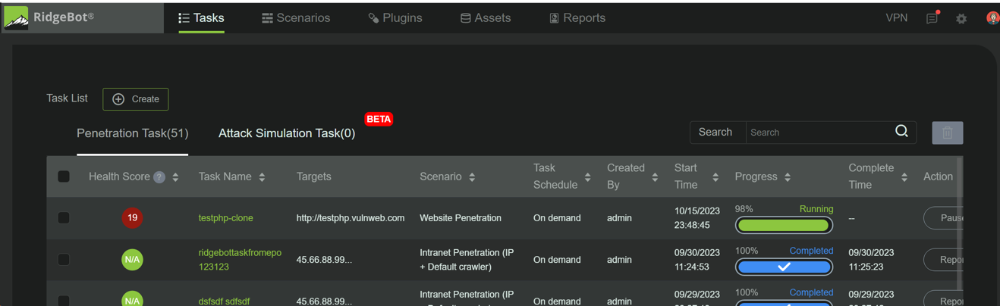 RidgeBot®
Tasks
Scenarios
Plugins
Assets
Reports
VPN
Task List
Create
Penetration Task(51)
Attack Simulation Task(0)
BETA
Search
Search
Health Score ?
Task Name
Targets
Scenario
Task
Schedule
Created
By
Start
Time
Progress
Complete
Time
Action
19
testphp-clone
http://testphp.vulnweb.com
Website Penetration
On demand
admin
10/15/2023
23:48:45
98%
Running
--
Pause
N/A
ridgebottaskfromepo
123123
45.66.88.99...
Intranet Penetration (IP
+ Default crawler)
On demand
admin
09/30/2023
11:24:53
100%
Completed
09/30/2023
11:25:23
Repor
N/A
dsfsdf sdfsdf
45.66.88.99...
Intranet Penetration (IP
On demand
admin
09/29/2023
100%
Completed
09/29/2023
Repor